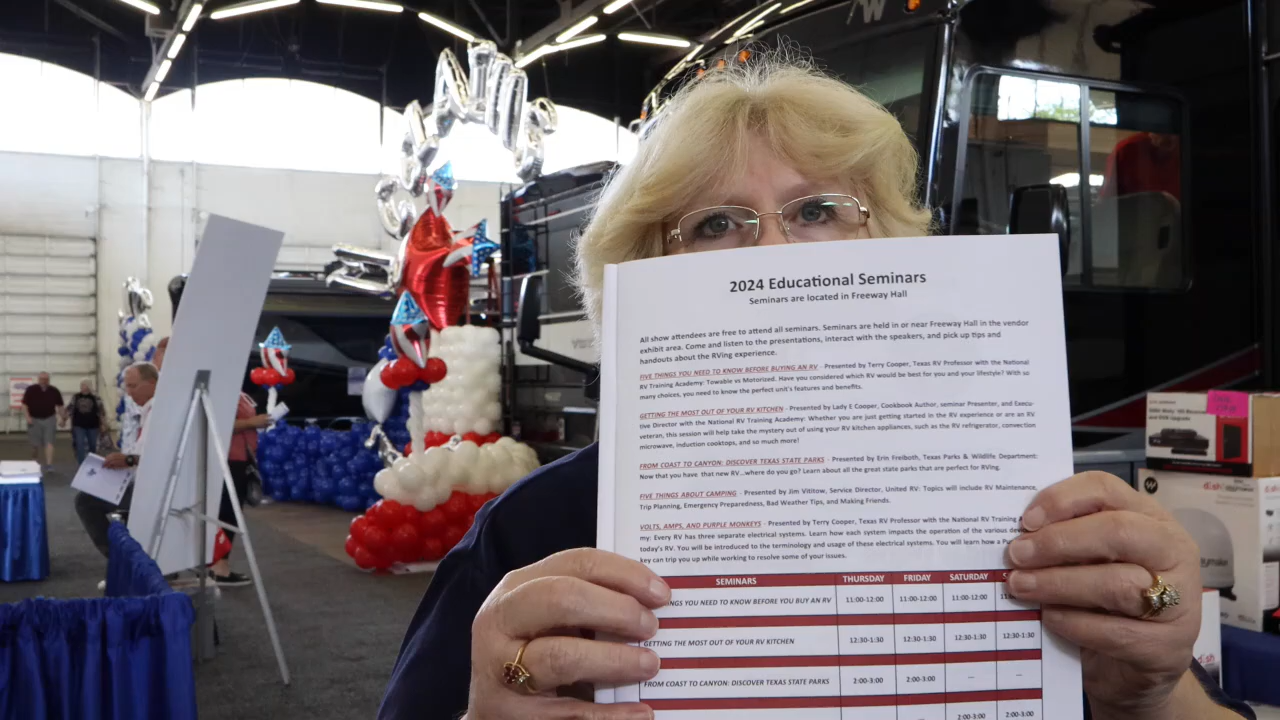 2024 Educational Seminars
Seminars are located in Freeway Hall
All show attendees are free to attend all seminars. Seminars are held in or near Freeway Hall in the vendor
exhibit area. Come and listen to the presentations, interact with the speakers, and pick up tips and
handouts about the RVing experience.
FIVE THINGS YOU NEED TO KNOW BEFORE BUYING AN RV - Presented by Terry Cooper, Texas RV Professor with the National
RV Training Academy: Towable vs Motorized. Have you considered which RV would be best for you and your lifestyle? With so
many choices, you need to know the perfect unit's features and benefits.
GETTING THE MOST OUT OF YOUR RV KITCHEN - Presented by Lady E Cooper, Cookbook Author, seminar Presenter, and Execu-
tive Director with the National RV Training Academy: Whether you are just getting started in the RV experience or are an RV
veteran, this session will help take the mystery out of using your RV kitchen appliances, such as the RV refrigerator, convection
microwave, induction cooktops, and so much more!
FROM COAST TO CANYON: DISCOVER TEXAS STATE PARKS - Presented by Erin Freiboth, Texas Parks & Wildlife Department:
Now that you have that new RV...where do you go? Learn about all the great state parks that are perfect for RVing.
FIVE THINGS ABOUT CAMPING - Presented by Jim Vititow, Service Director, United RV: Topics will include RV Maintenance,
Trip Planning, Emergency Preparedness, Bad Weather Tips, and Making Friends.
VOLTS, AMPS, AND PURPLE MONKEYS - Presented by Terry Cooper, Texas RV Professor with the National RV Training
my: Every RV has three separate electrical systems. Learn how each system impacts the operation of the various
today's RV. You will be introduced to the terminology and usage of these electrical systems. You will learn how a
key can trip you up while working to resolve some of your issues.
SEMINARS THURSDAY FRIDAY SATURDAY
THINGS YOU NEED TO KNOW BEFORE YOU BUY AN RV 11:00-12:00 11:00-12:00 11:00-12:00
GETTING THE MOST OUT OF YOUR RV KITCHEN 12:30-1:30 12:30-1:30 12:30-1:30 12:30-1:30
FROM COAST TO CANYON: DISCOVER TEXAS STATE PARKS 2:00-3:00 2:00-3:00 — —
— 2:00-3:00 2:00-3:00
W
dish